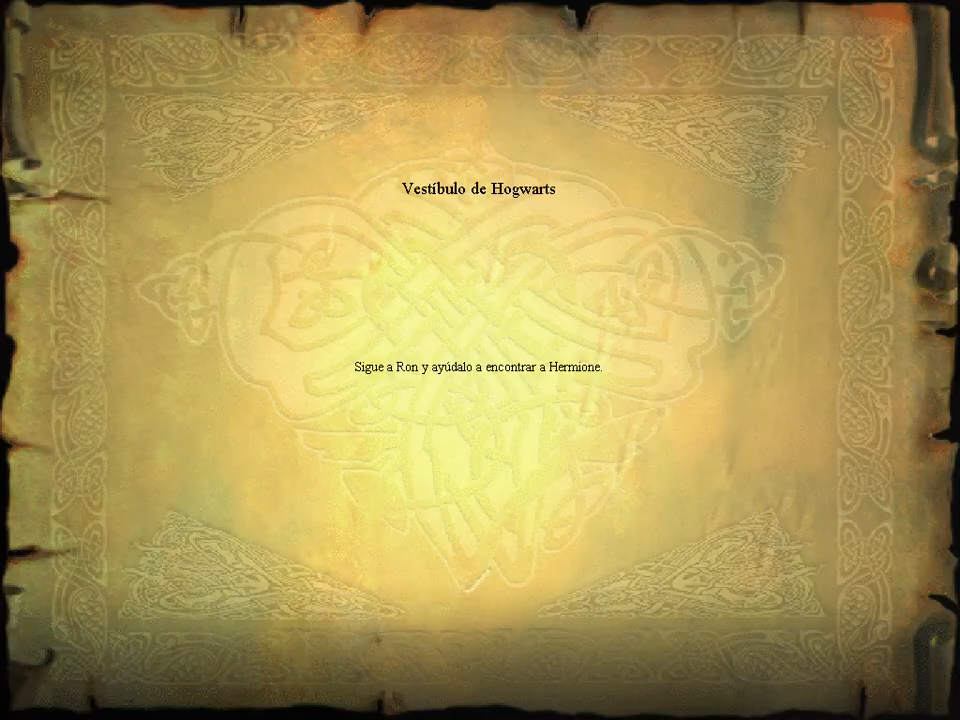 Vestíbulo de Hogwarts
Sigue a Ron y ayúdalo a encontrar a Hermione.